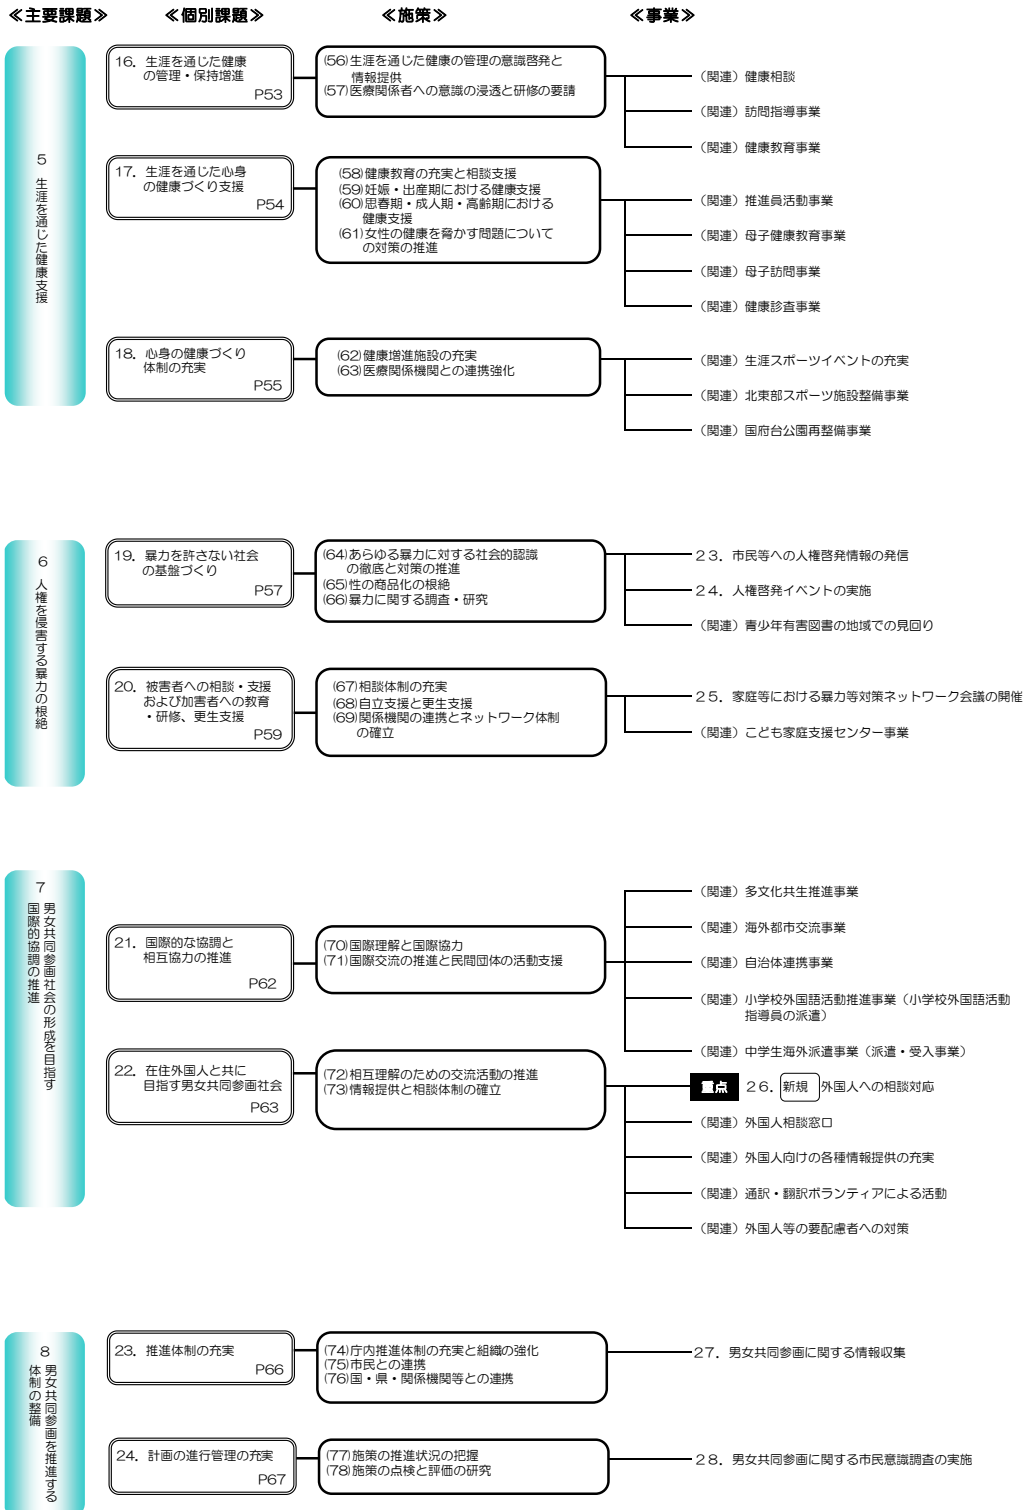 ≪主要課題≫
≪個別課題≫
≪施策≫
≪事業≫
5 生涯を通じた健康支援
16．生涯を通じた健康
の管理・保持増進
P53
(56)生涯を通じた健康の管理の意識啓発と
情報提供
(57)医療関係者への意識の浸透と研修の要請
（関連）健康相談
（関連）訪問指導事業
（関連）健康教育事業
17．生涯を通じた心身
の健康づくり支援
P54
(58)健康教育の充実と相談支援
(59)妊娠・出産期における健康支援
(60)思春期・成人期・高齢期における
健康支援
(61)女性の健康を脅かす問題について
の対策の推進
（関連）推進員活動事業
（関連）母子健康教育事業
（関連）母子訪問事業
（関連）健康診査事業
18．心身の健康づくり
体制の充実
P55
(62)健康増進施設の充実
(63)医療関係機関との連携強化
（関連）生涯スポーツイベントの充実
（関連）北東部スポーツ施設整備事業
（関連）国府台公園再整備事業
6 人権を侵害する暴力の根絶
19．暴力を許さない社会
の基盤づくり
P57
(64)あらゆる暴力に対する社会的認識
の徹底と対策の推進
(65)性の商品化の根絶
(66)暴力に関する調査・研究
２３．市民等への人権啓発情報の発信
２４．人権啓発イベントの実施
（関連）青少年有害図書の地域での見回り
20．被害者への相談・支援
および加害者への教育
・研修、更生支援
P59
(67)相談体制の充実
(68)自立支援と更生支援
(69)関係機関の連携とネットワーク体制
の確立
２５．家庭等における暴力等対策ネットワーク会議の開催
（関連）こども家庭支援センター事業
7 男女共同参画社会の形成を目指す
国際的協調の推進
21．国際的な協調と
相互協力の推進
P62
(70)国際理解と国際協力
(71)国際交流の推進と民間団体の活動支援
（関連）多文化共生推進事業
（関連）海外都市交流事業
（関連）自治体連携事業
（関連）小学校外国語活動推進事業（小学校外国語活動
指導員の派遣）
（関連）中学生海外派遣事業（派遣・受入事業）
22．在住外国人と共に
目指す男女共同参画社会
P63
(72)相互理解のための交流活動の推進
(73)情報提供と相談体制の確立
重点 ２６．新規 外国人への相談対応
（関連）外国人相談窓口
（関連）外国人向けの各種情報提供の充実
（関連）通訳・翻訳ボランティアによる活動
（関連）外国人等の要配慮者への対策
8 男女共同参画を推進する
体制の整備
23．推進体制の充実
P66
(74)庁内推進体制の充実と組織の強化
(75)市民との連携
(76)国・県・関係機関等との連携
２７．男女共同参画に関する情報収集
24．計画の進行管理の充実
P67
(77)施策の推進状況の把握
(78)施策の点検と評価の研究
２８．男女共同参画に関する市民意識調査の実施